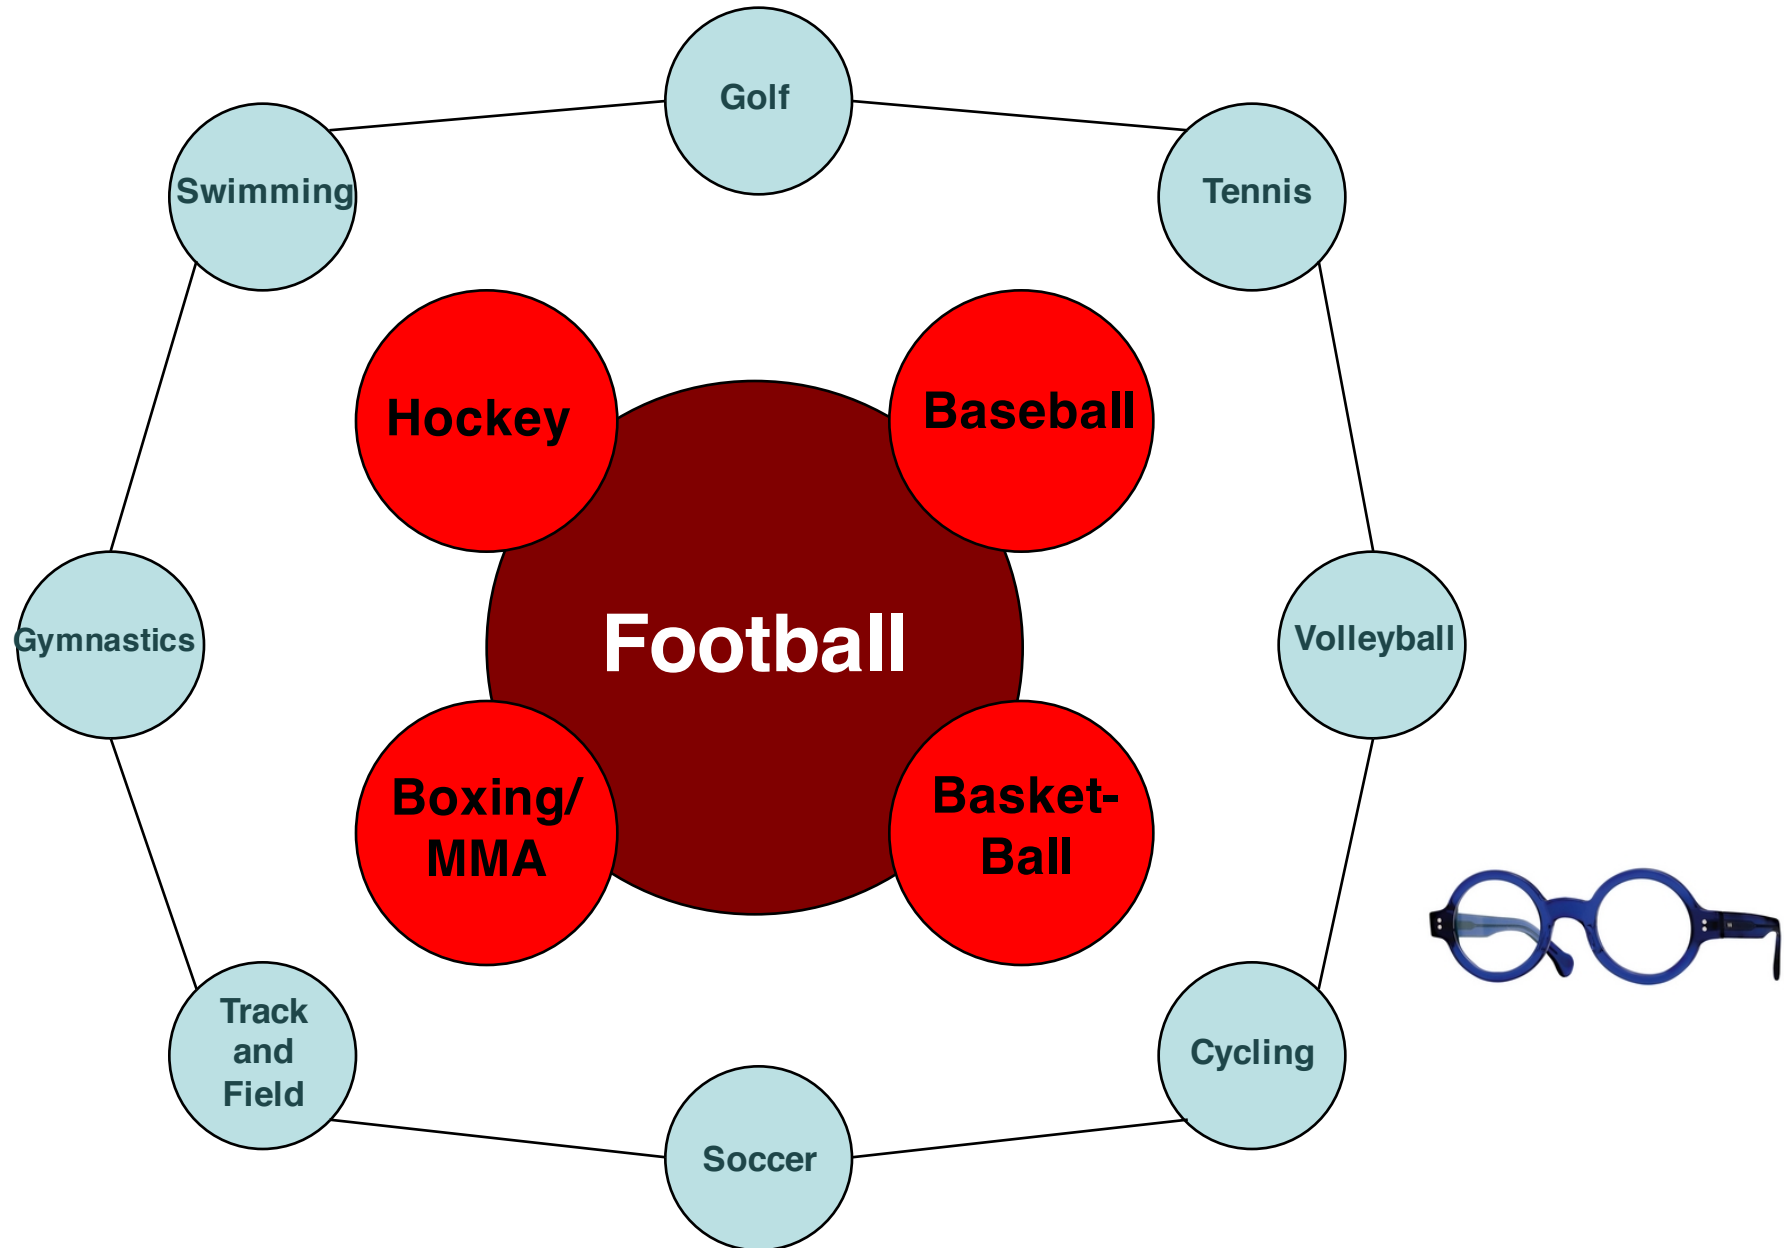 Golf
Swimming
Tennis
Hockey
Baseball
Gymnastics
Football
Volleyball
Boxing/
MMA
Basket-
Ball
Track
and
Field
Cycling
Soccer